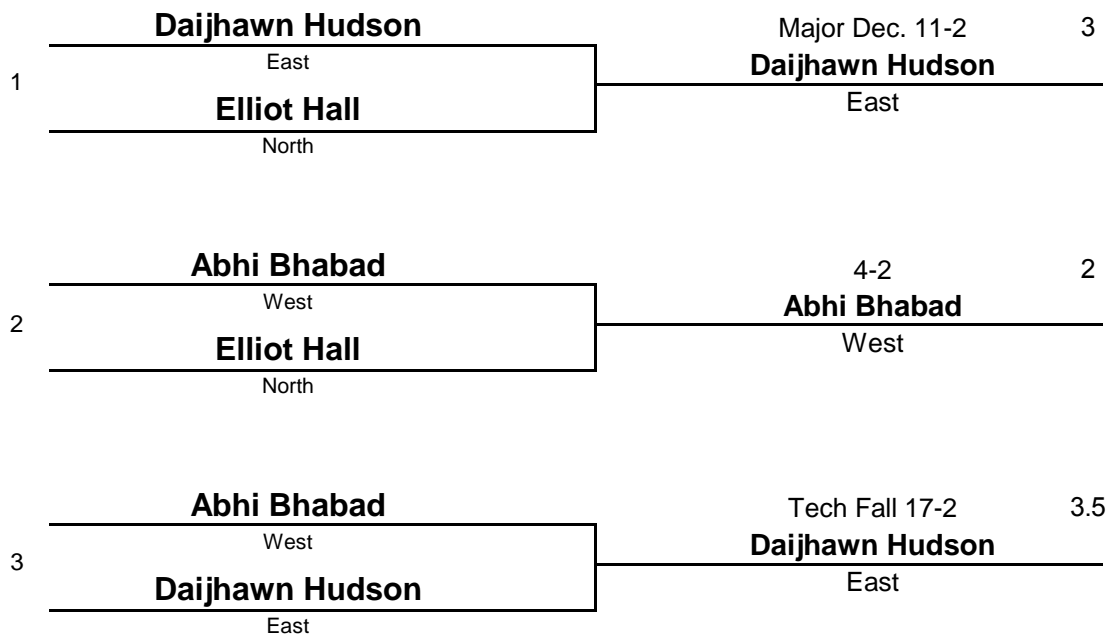 Daijhawn Hudson
East
1
Elliot Hall
North
Major Dec. 11-2 3
Daijhawn Hudson
East
Abhi Bhabad
West
2
Elliot Hall
North
4-2 2
Abhi Bhabad
West
Abhi Bhabad
West
3
Daijhawn Hudson
East
Tech Fall 17-2 3.5
Daijhawn Hudson
East